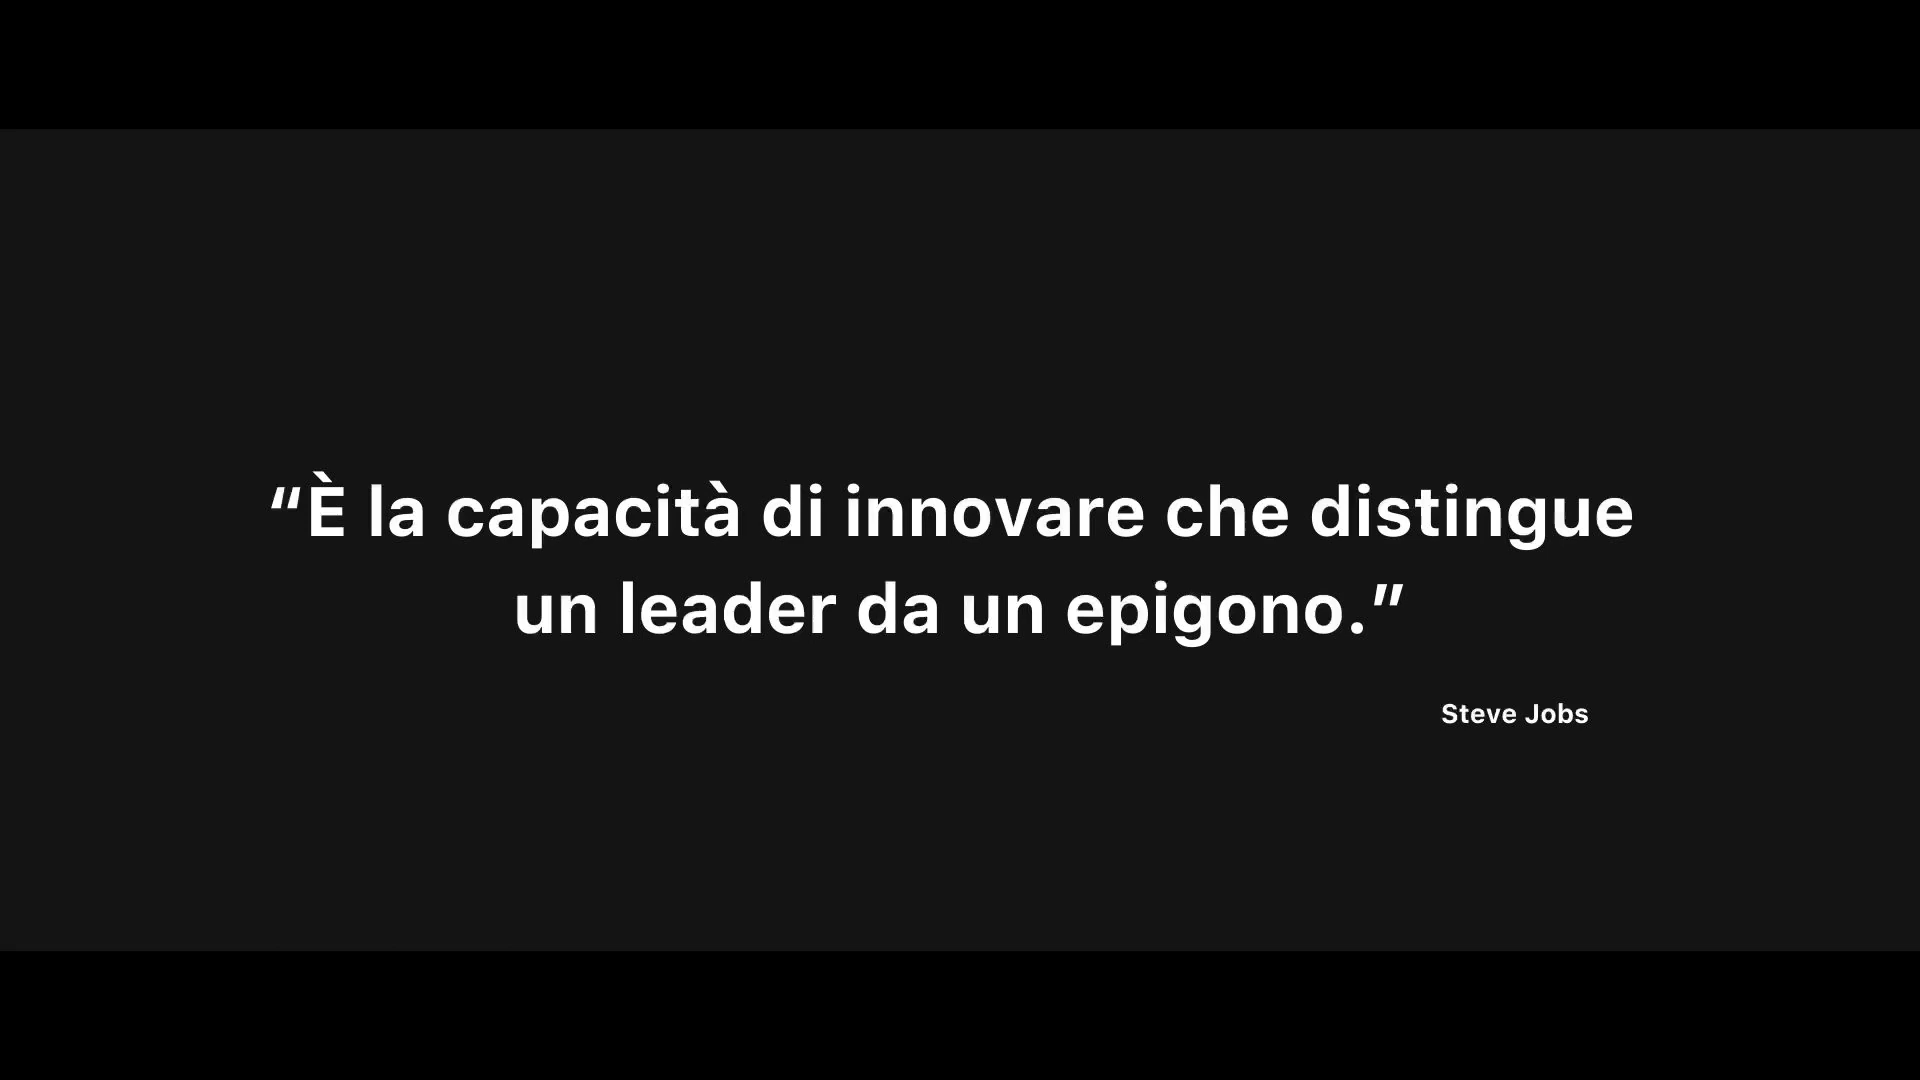 “È la capacità di innovare che distingue
un leader da un epigono.”
Steve Jobs